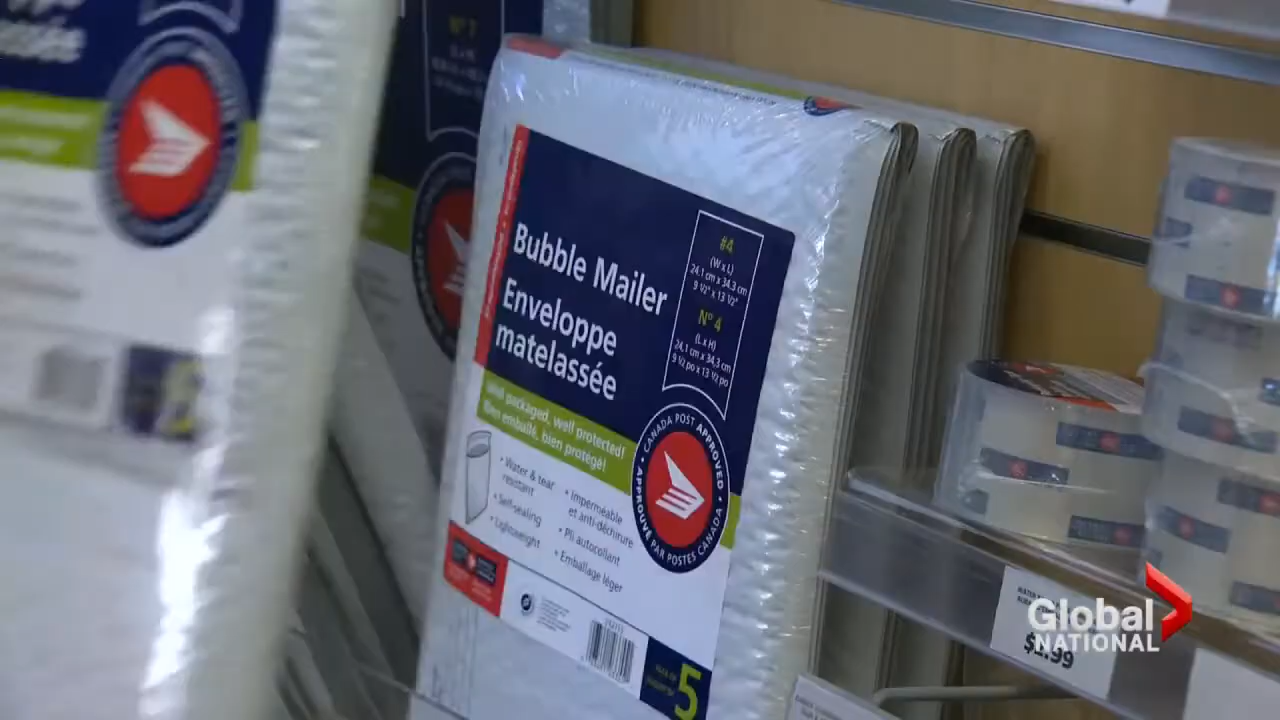 Bubble Mailer
Enveloppe
matelassée
#4
(W x L)
24,1 cm x 34,3 cm
9 ½" x 13 ½"
Nº 4
(L x H)
24,1 cm x 34,3 cm
9 ½ po x 13 ½ po
Well packaged, well protected!
Bien emballé, bien protégé!
CANADA POST APPROVED
APPROUVÉ PAR POSTES CANADA
• Water & tear
resistant
• Self-sealing
• Lightweight
• Imperméable
et anti-déchirure
• Pli autocollant
• Emballage léger
5
Nº 7
Global
NATIONAL